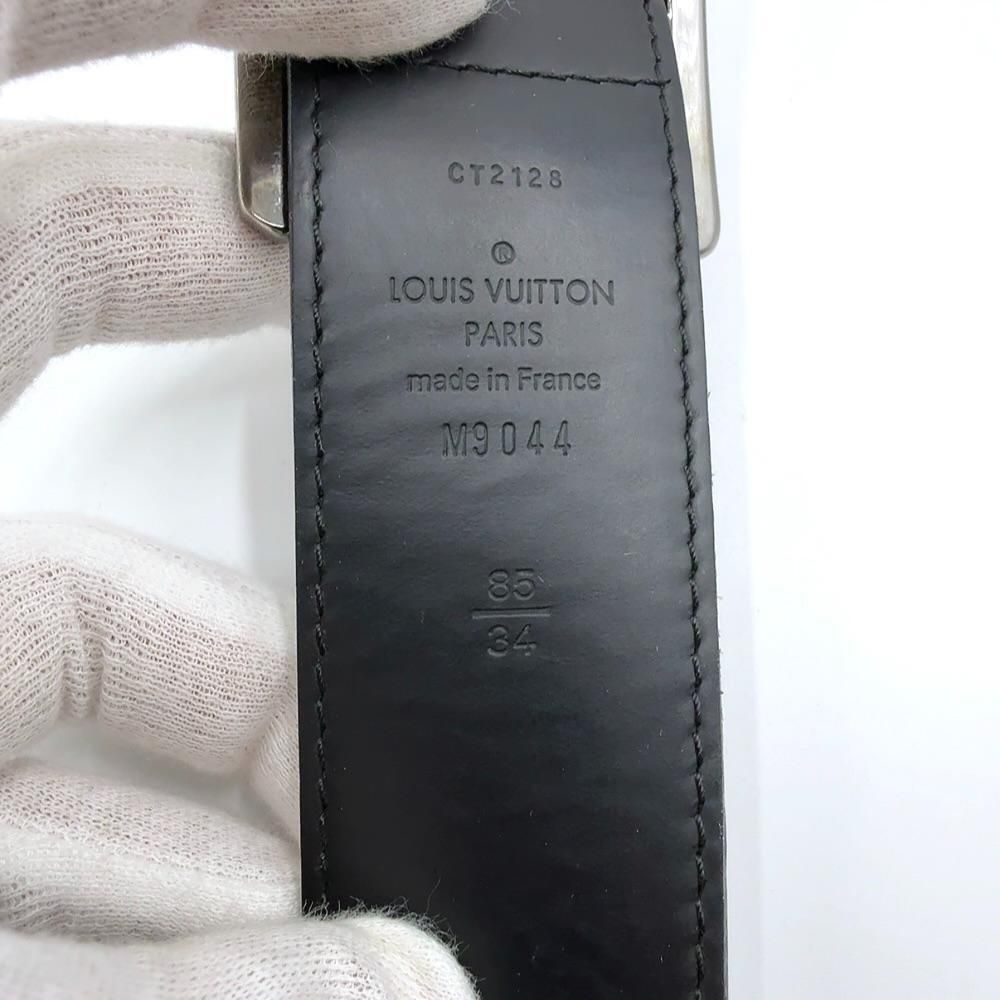 CT2128
®
LOUIS VUITTON
PARIS
made in France
M9044
85
34